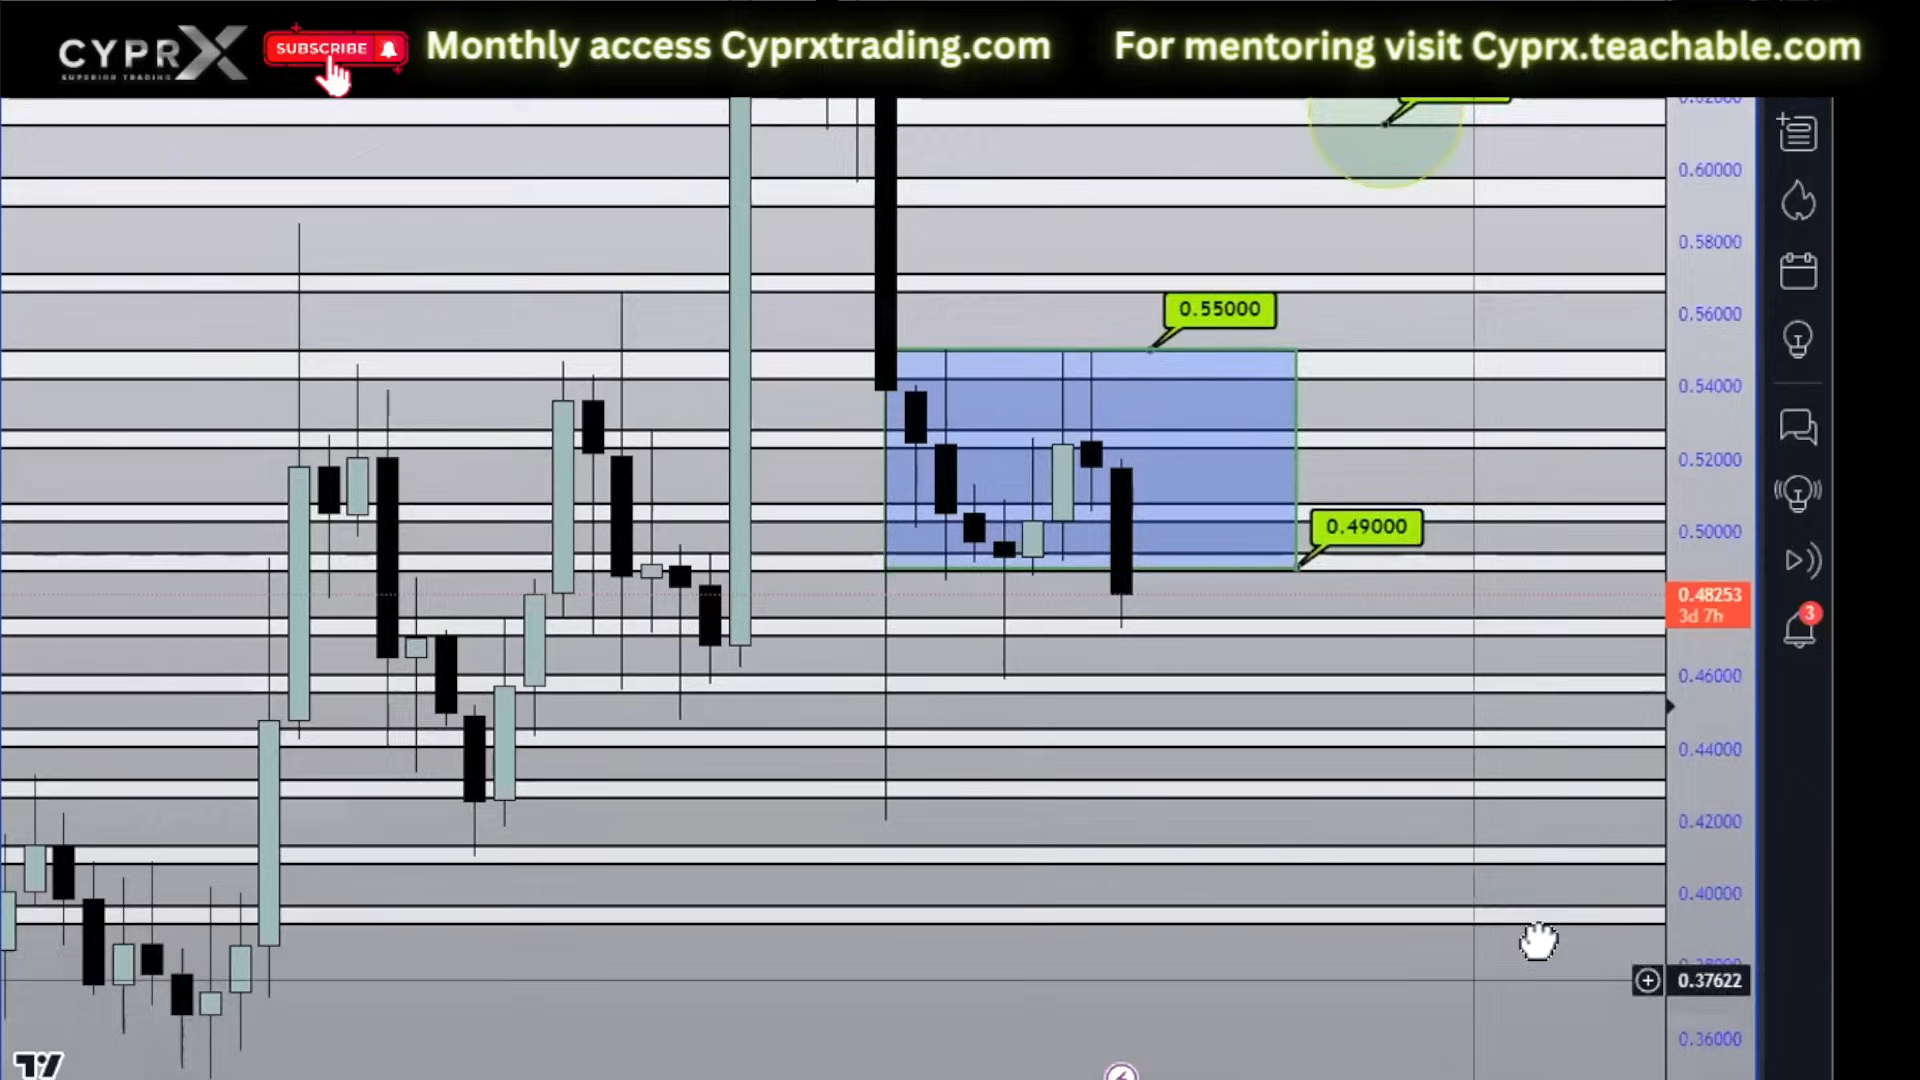 CYPRX
SUPERIOR TRADING
SUBSCRIBE
Monthly access Cyprxtrading.com
For mentoring visit Cyprx.teachable.com
0.60000
0.58000
0.55000
0.56000
0.54000
0.52000
0.49000
0.50000
0.48253
3d 7h
3
0.46000
0.44000
0.42000
0.40000
0.37622
0.36000